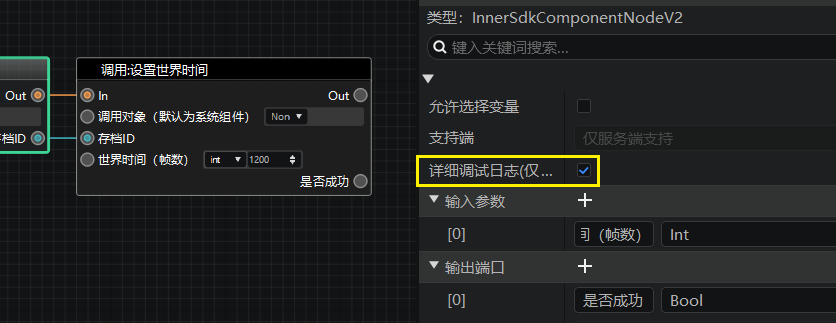 Out
存档ID
调用:设置世界时间
In
Out
调用对象（默认为系统组件）
Non
存档ID
世界时间（帧数）
int
1200
是否成功
类型: InnerSdkComponentNodeV2
键入关键词搜索...
允许选择变量
支持端
仅服务端支持
详细调试日志(仅...
输入参数
[0]
（帧数）
Int
输出端口
[0]
是否成功
Bool